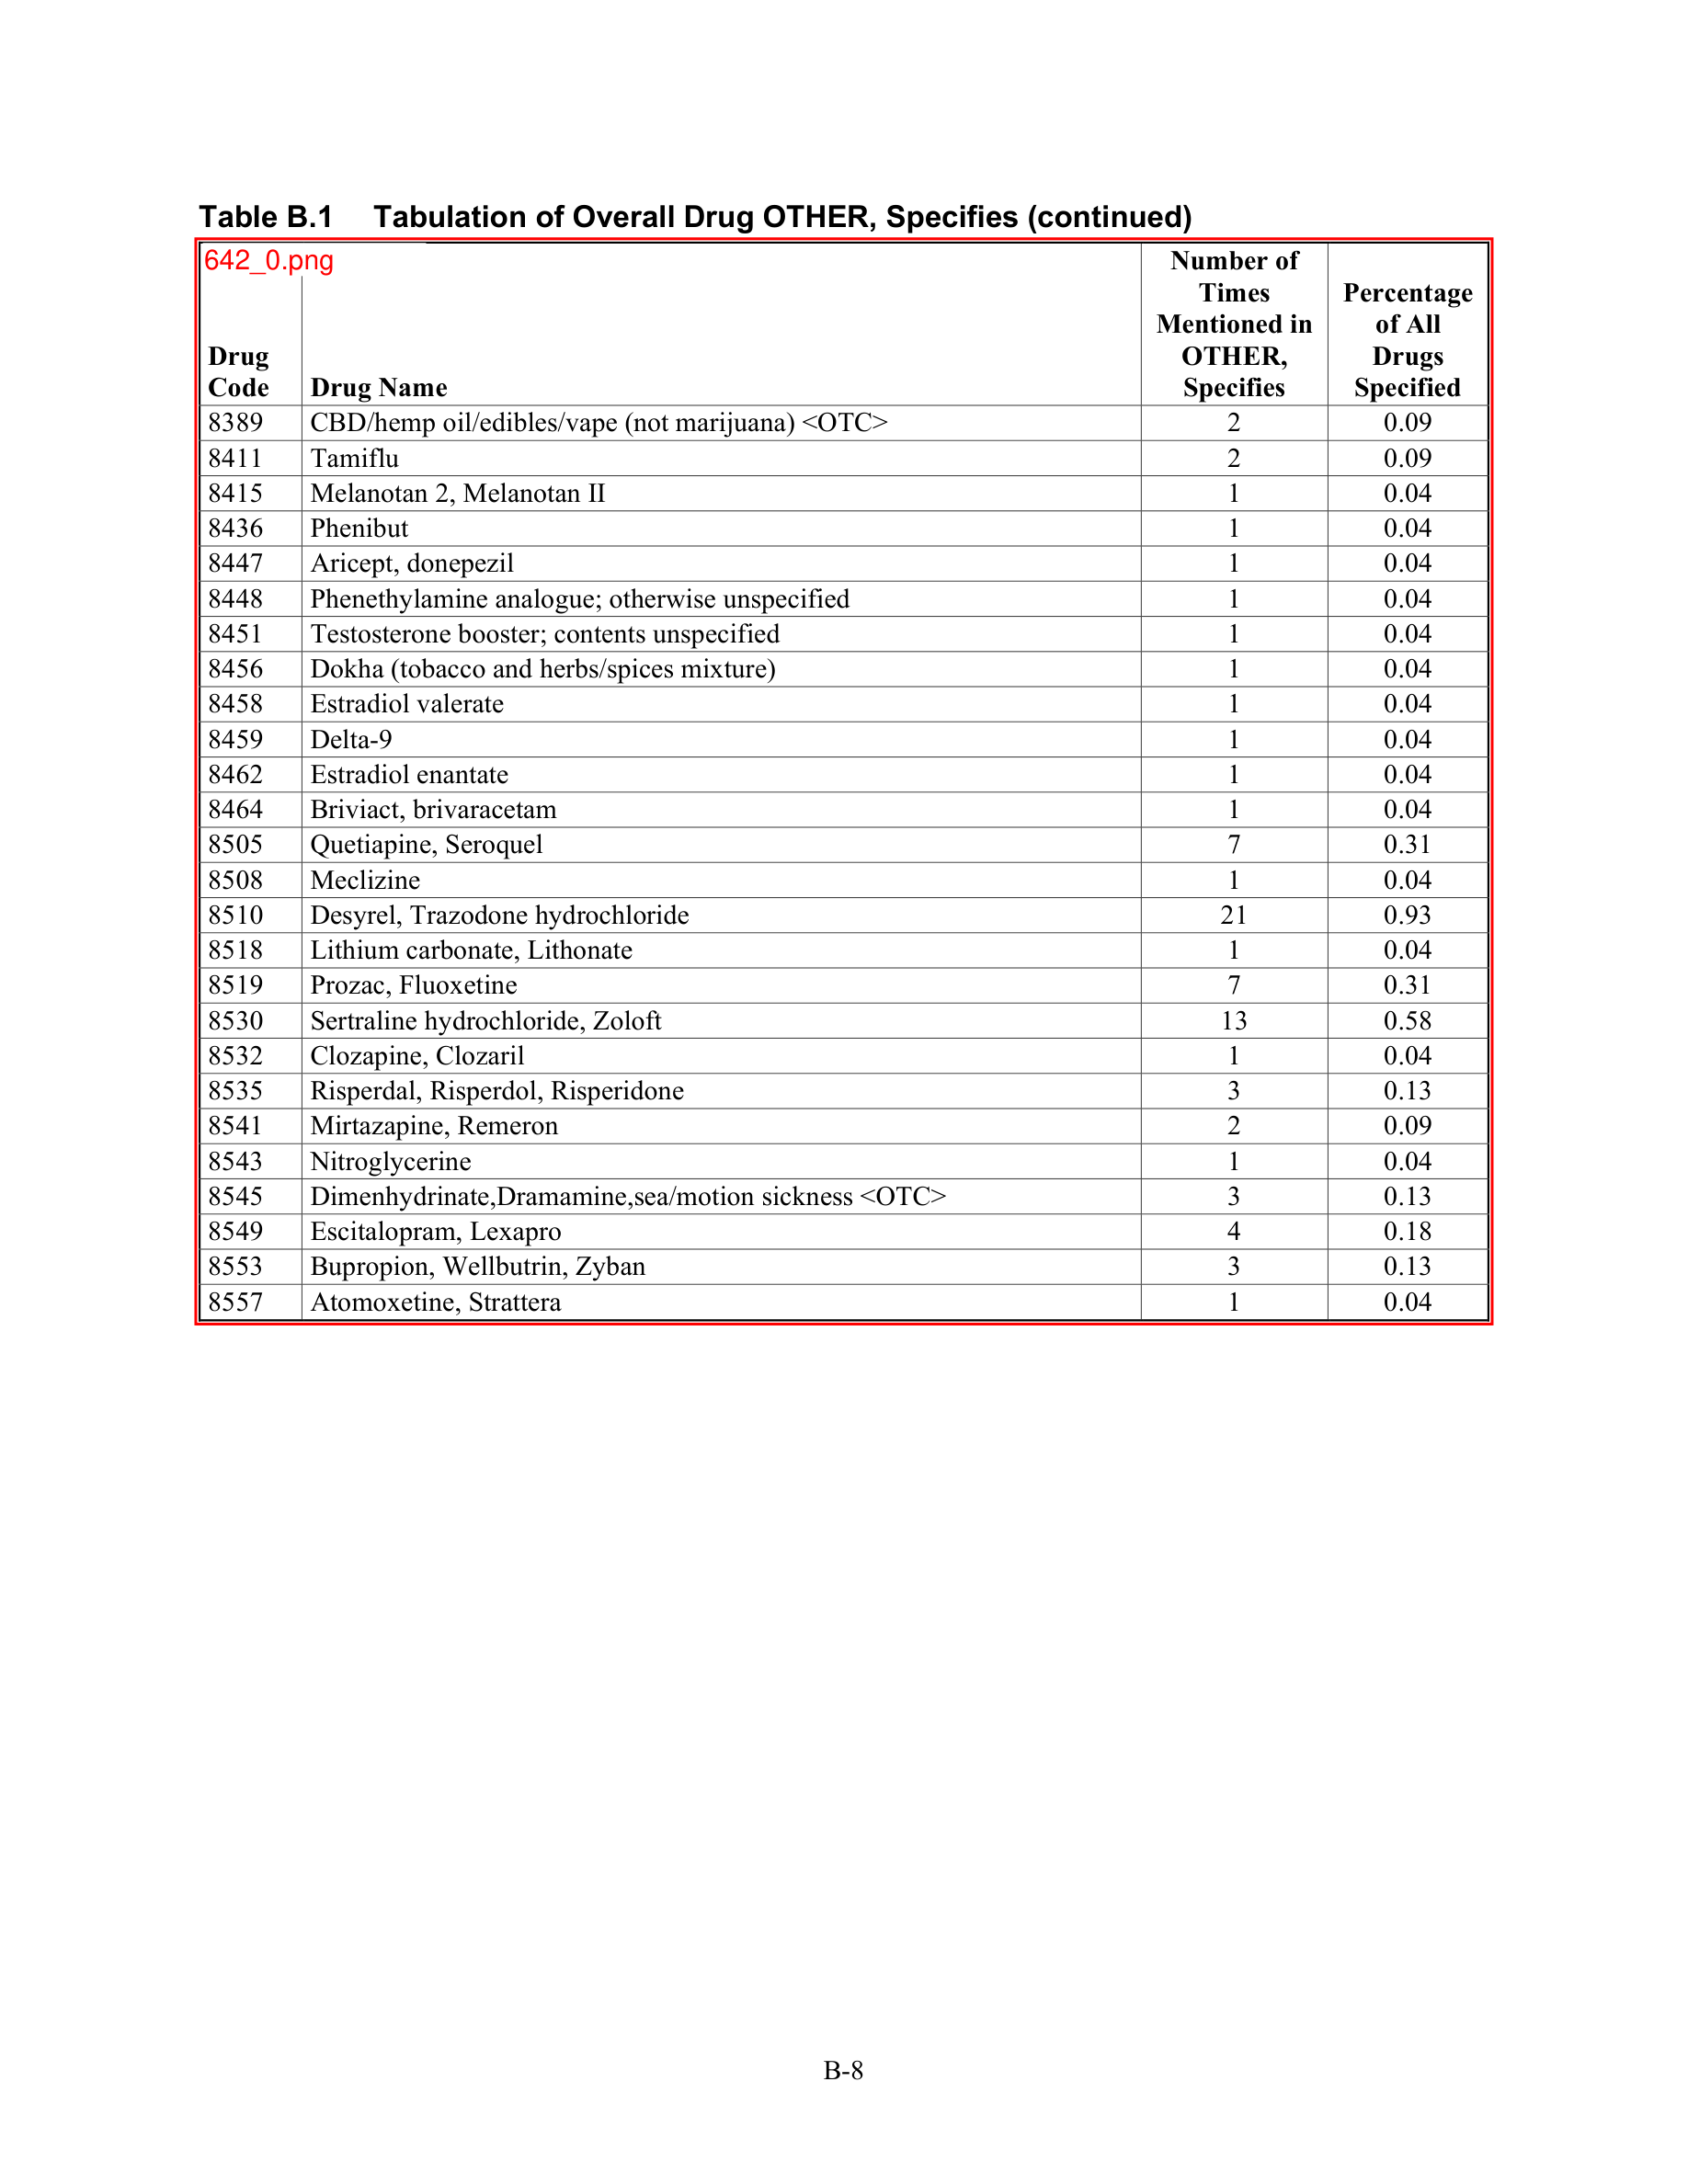 Table B.1 Tabulation of Overall Drug OTHER, Specifies (continued)
642_0.png
Drug Code Drug Name Number of Times Mentioned in OTHER, Specifies Percentage of All Drugs Specified
8389 CBD/hemp oil/edibles/vape (not marijuana) <OTC> 2 0.09
8411 Tamiflu 2 0.09
8415 Melanotan 2, Melanotan II 1 0.04
8436 Phenibut 1 0.04
8447 Aricept, donepezil 1 0.04
8448 Phenethylamine analogue; otherwise unspecified 1 0.04
8451 Testosterone booster; contents unspecified 1 0.04
8456 Dokha (tobacco and herbs/spices mixture) 1 0.04
8458 Estradiol valerate 1 0.04
8459 Delta-9 1 0.04
8462 Estradiol enantate 1 0.04
8464 Briviact, brivaracetam 1 0.04
8505 Quetiapine, Seroquel 7 0.31
8508 Meclizine 1 0.04
8510 Desyrel, Trazodone hydrochloride 21 0.93
8518 Lithium carbonate, Lithonate 1 0.04
8519 Prozac, Fluoxetine 7 0.31
8530 Sertraline hydrochloride, Zoloft 13 0.58
8532 Clozapine, Clozaril 1 0.04
8535 Risperdal, Risperdol, Risperidone 3 0.13
8541 Mirtazapine, Remeron 2 0.09
8543 Nitroglycerine 1 0.04
8545 Dimenhydrinate,Dramamine,sea/motion sickness <OTC> 3 0.13
8549 Escitalopram, Lexapro 4 0.18
8553 Bupropion, Wellbutrin, Zyban 3 0.13
8557 Atomoxetine, Strattera 1 0.04
B-8